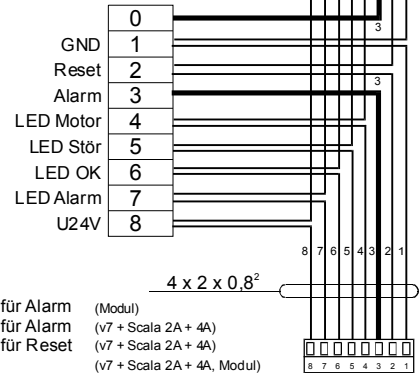 0
3
GND 1
Reset 2
3
Alarm 3
LED Motor 4
LED Stör 5
LED OK 6
LED Alarm 7
U24V 8
8 7 6 5 4 3 2 1
4 x 2 x 0,8²
für Alarm (Modul)
für Alarm (v7 + Scala 2A + 4A)
für Reset (v7 + Scala 2A + 4A)
(v7 + Scala 2A + 4A, Modul)
8 7 6 5 4 3 2 1